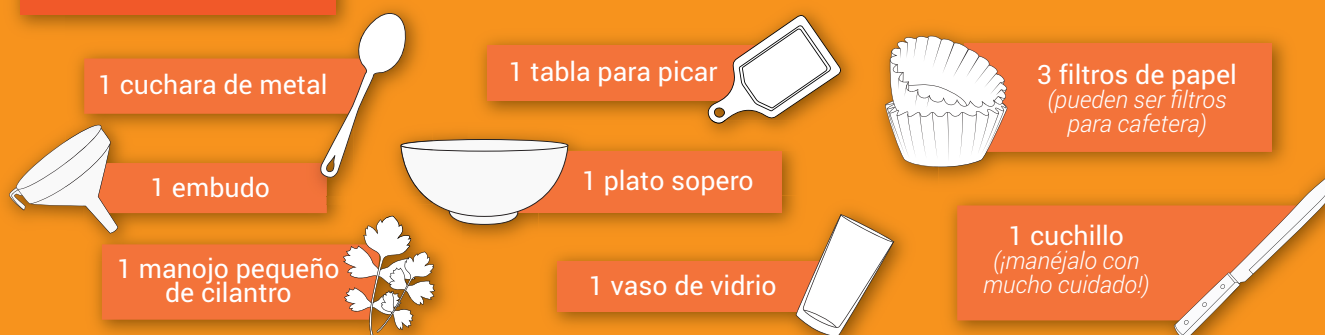 1 cuchara de metal
1 tabla para picar
3 filtros de papel
(pueden ser filtros
para cafetera)
1 embudo
1 plato sopero
1 manojo pequeño
de cilantro
1 vaso de vidrio
1 cuchillo
(¡manéjalo con
mucho cuidado!)